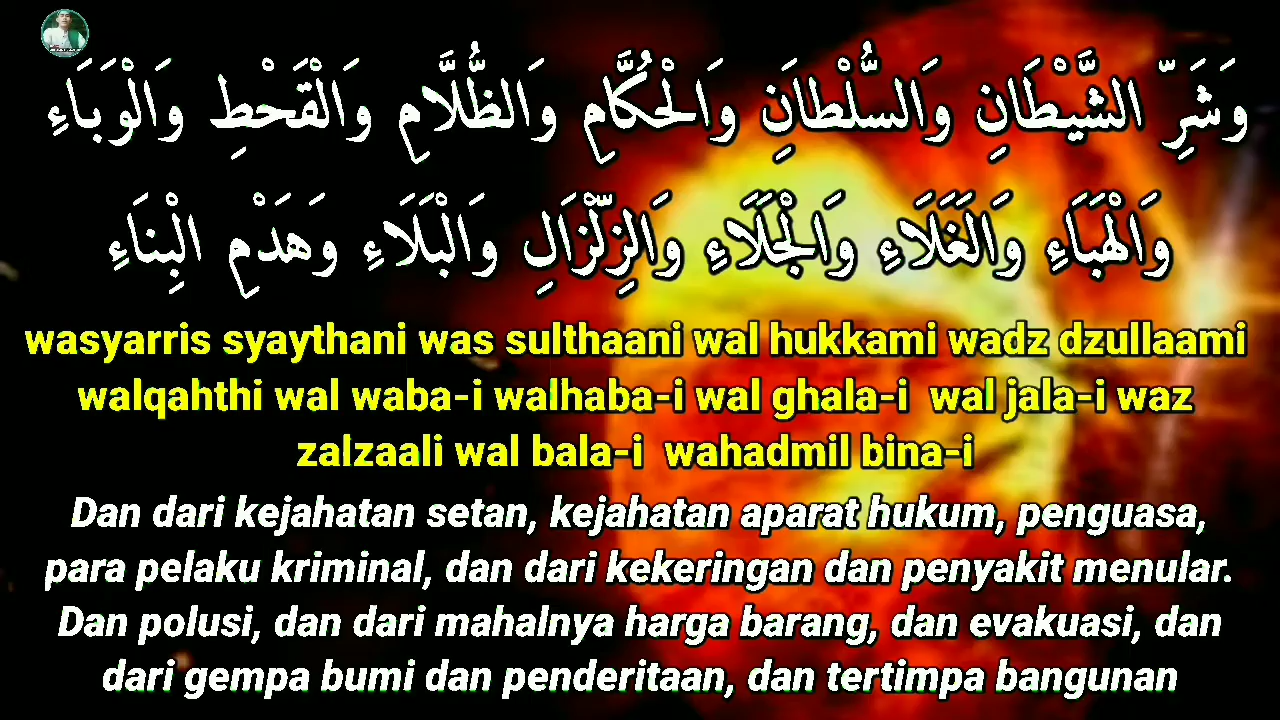 وَشَرِّ الشَّيْطَانِ وَالسُّلْطانَِ وَالْحُكَّامِ وَالظُّلَّامِ وَالْقَحْطِ وَالْوَبَاءِ
وَالْهَبَاءِ وَالَغَلَاءِ وَالْجَلَاءِ وَالزِّلْزَالِ وَالْبَلَاءِ وَهَدَمْ الْبِنَاءِ
wasyarris syaythani was sulthaani wal hukkami wadz dzullaami
walqahthi wal waba-i walhaba-i wal ghala-i wal jala-i waz
zalzaali wal bala-i wahadmil bina-i
Dan dari kejahatan setan, kejahatan aparat hukum, penguasa,
para pelaku kriminal, dan dari kekeringan dan penyakit menular.
Dan polusi, dan dari mahalnya harga barang, dan evakuasi, dan
dari gempa bumi dan penderitaan, dan tertimpa bangunan